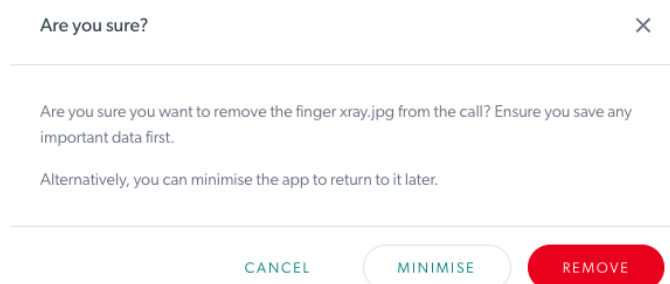 Are you sure?
Are you sure you want to remove the finger xray.jpg from the call? Ensure you save any
important data first.
Alternatively, you can minimise the app to return to it later.
CANCEL MINIMISE REMOVE